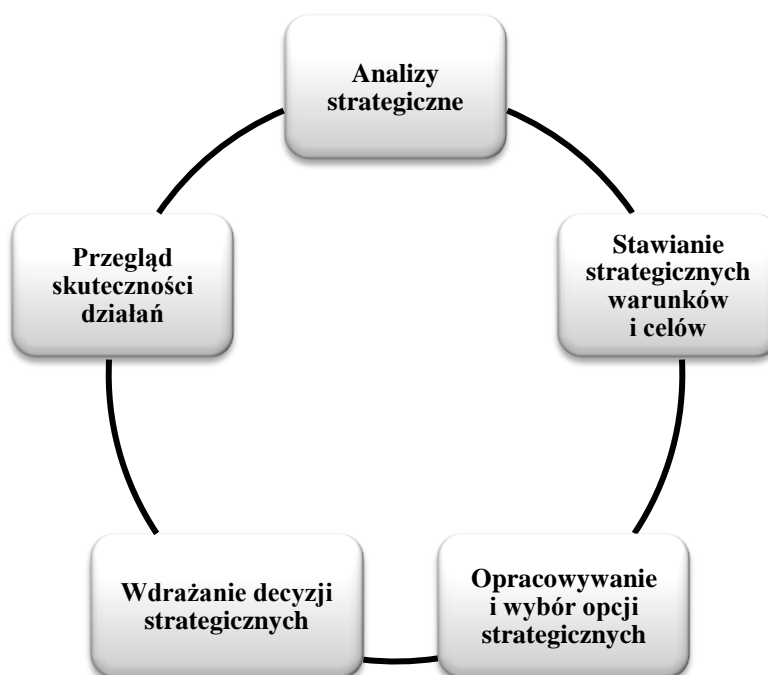 Analizy
strategiczne
Stawianie
strategicznych
warunków
i celów
Opracowywanie
i wybór opcji
strategicznych
Wdrażanie decyzji
strategicznych
Przegląd
skuteczności
działań